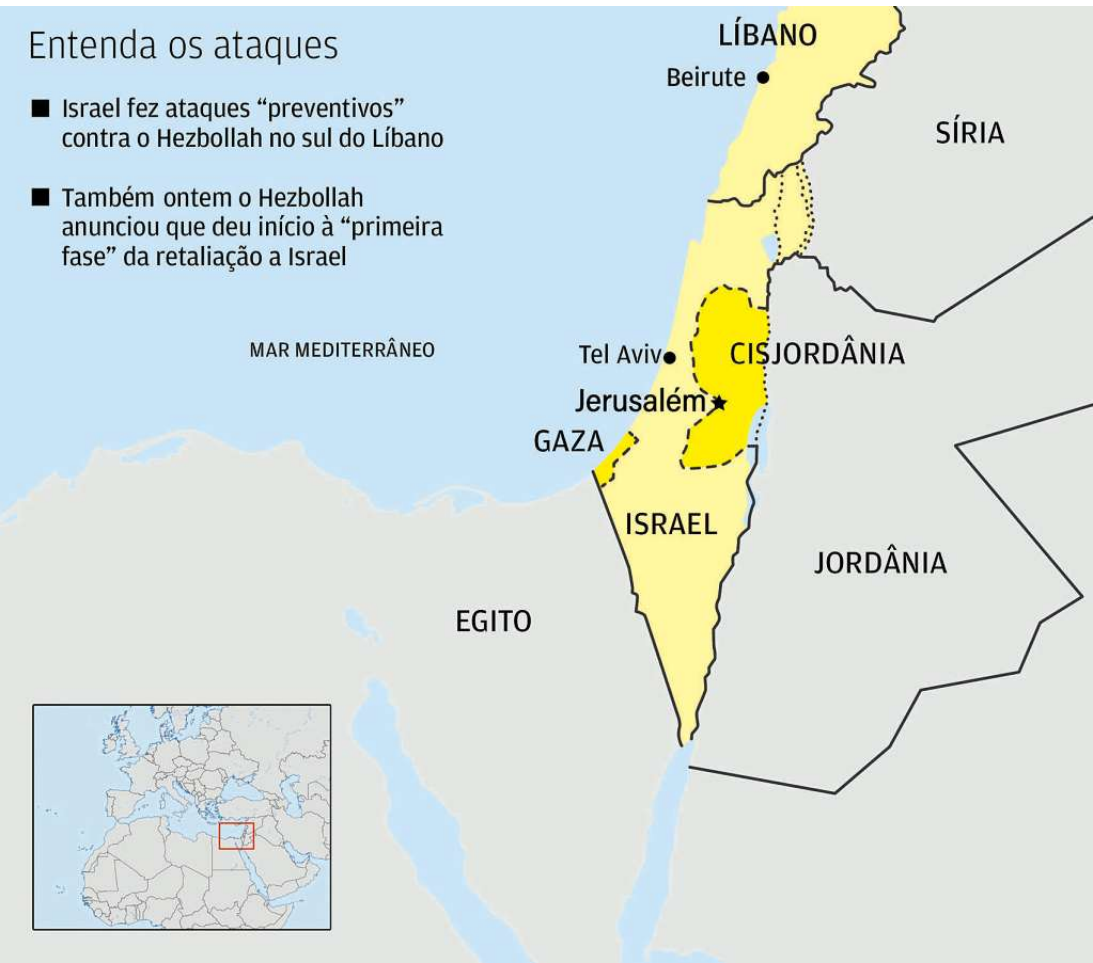 Entenda os ataques
■ Israel fez ataques “preventivos”
contra o Hezbollah no sul do Líbano
■ Também ontem o Hezbollah
anunciou que deu início à “primeira
fase” da retaliação a Israel
LÍBANO
Beirute
SÍRIA
MAR MEDITERRÂNEO
Tel Aviv
CISJORDÂNIA
Jerusalém
GAZA
ISRAEL
JORDÂNIA
EGITO